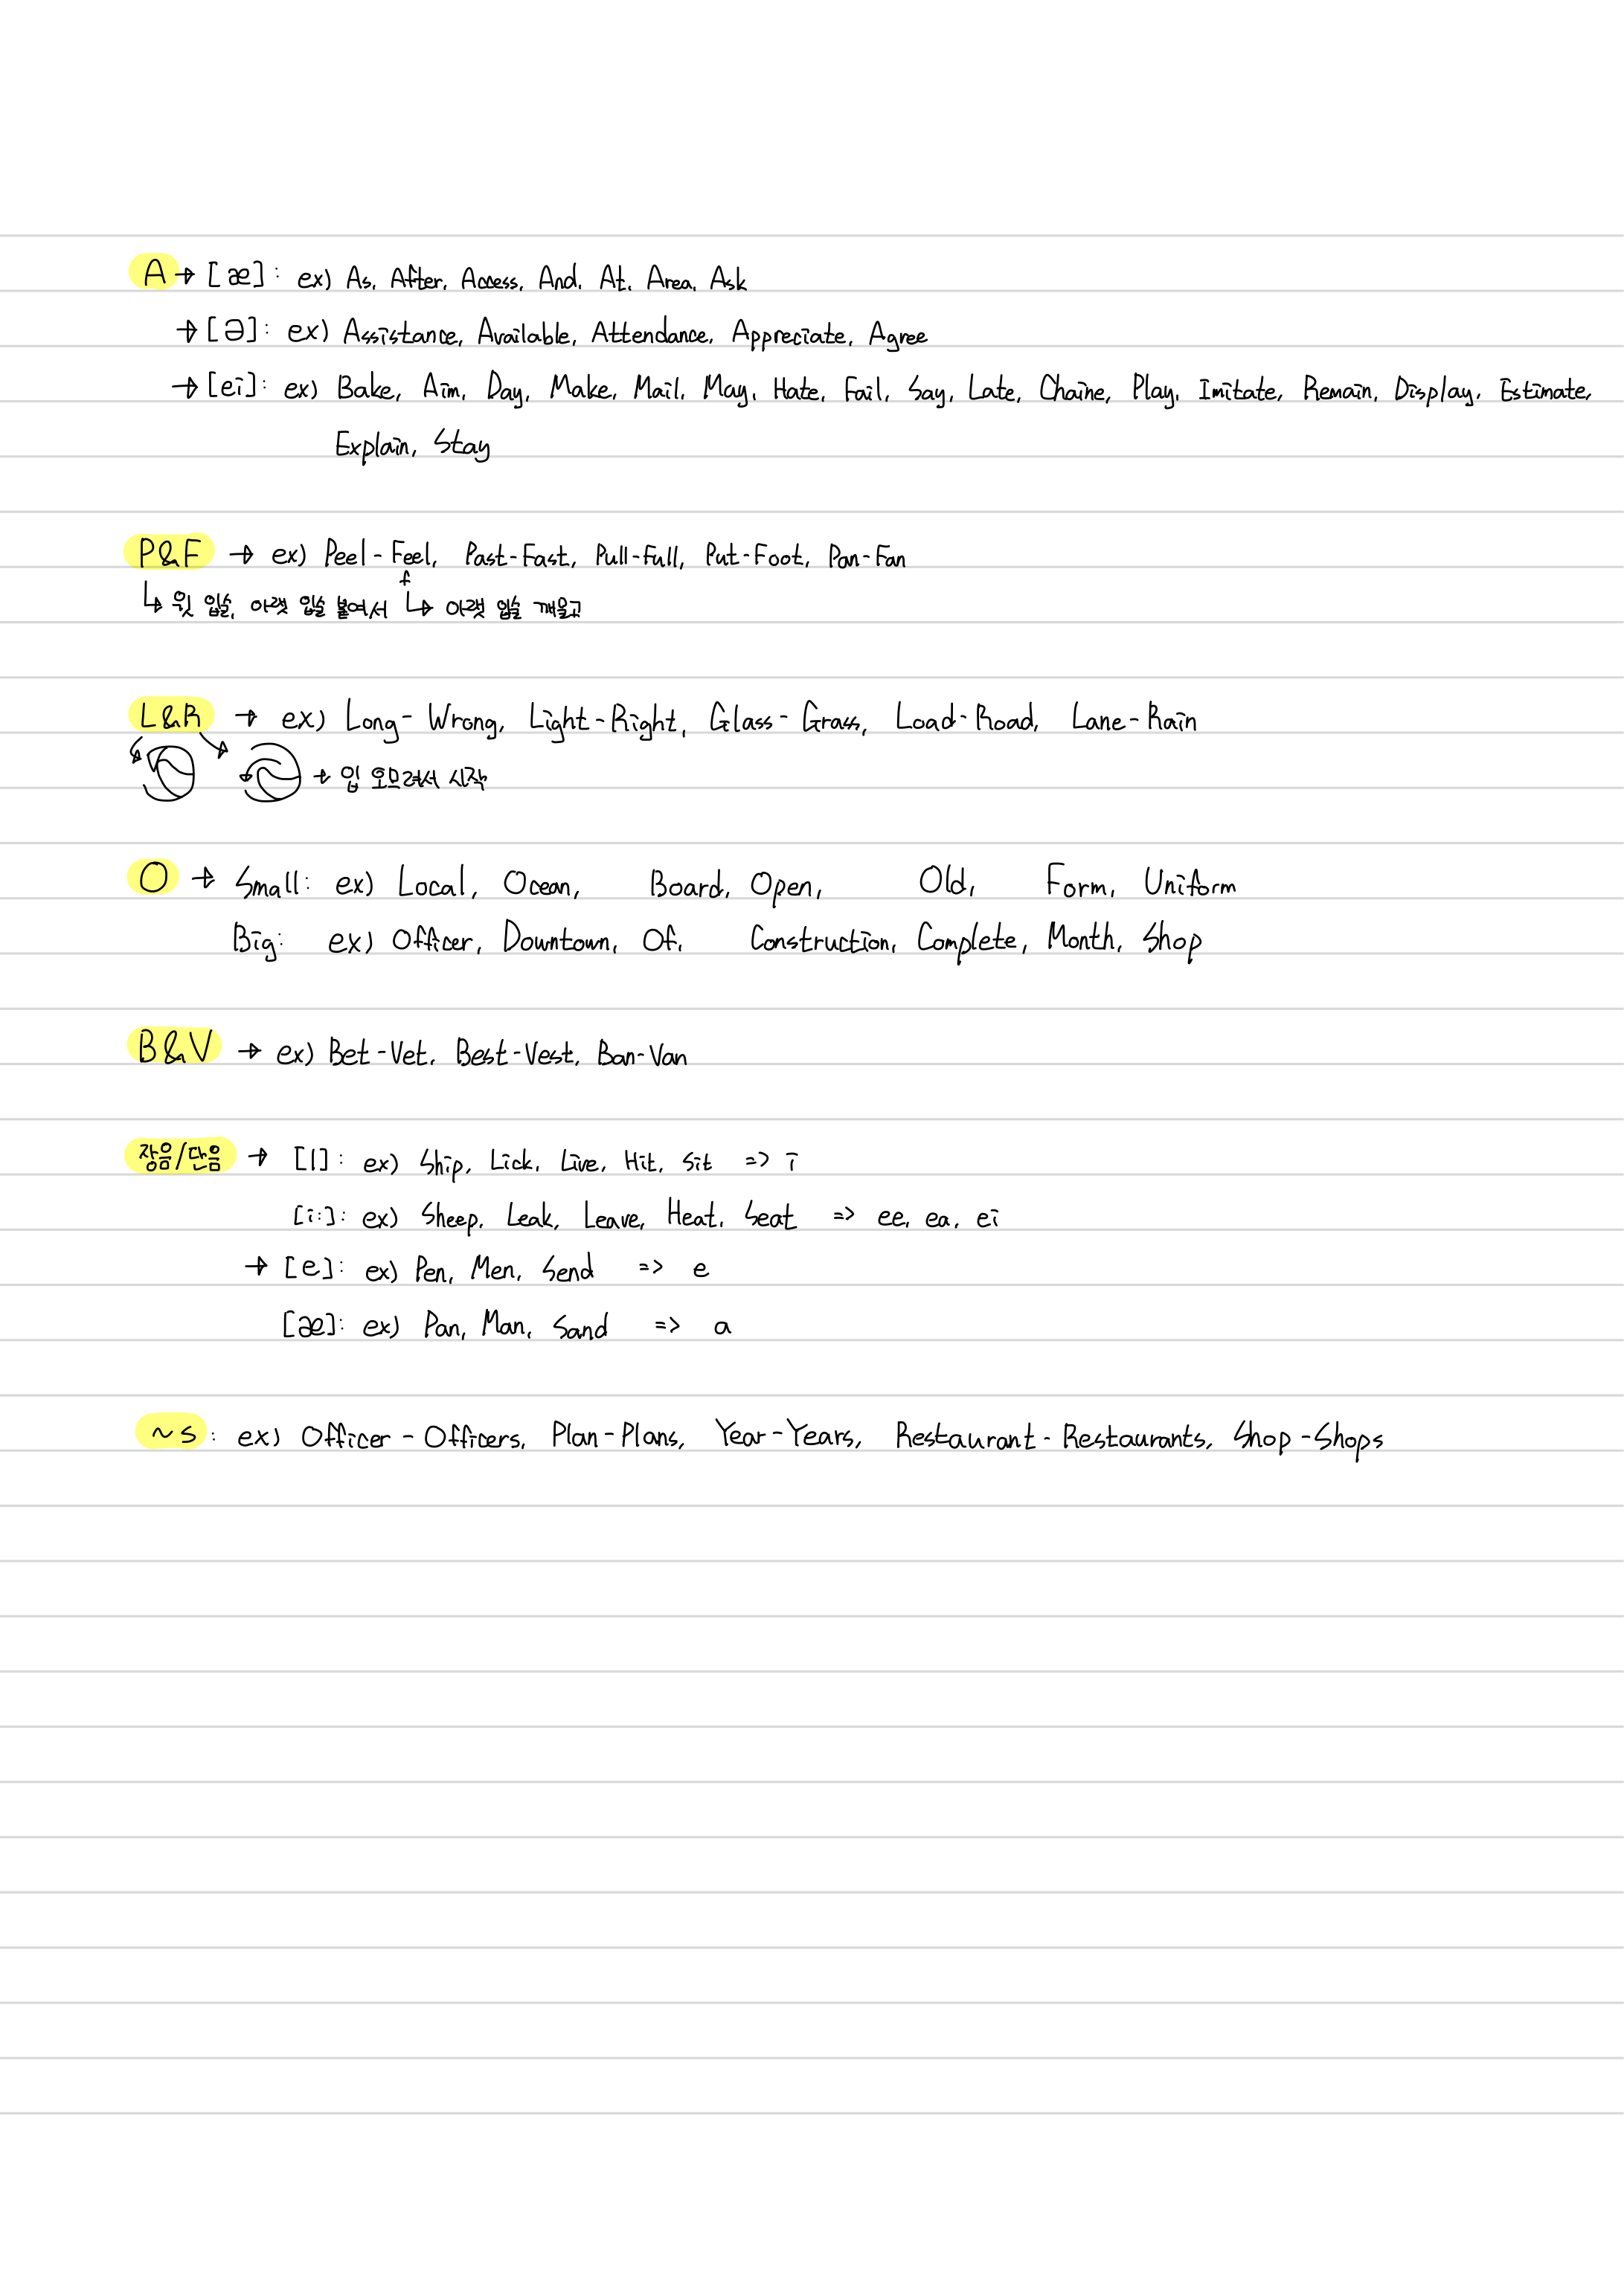 A → [æ] : ex) As, After, Access, And, At, Area, Ask
→ [ə] : ex) Assistance, Available, Attendance, Appreciate, Agree
→ [ei] : ex) Bake, Aim, Day, Make, Mail, May, Hate, Fail, Say, Late, Chaine, Play, Imitate, Remain, Display, Estimate,
Explain, Stay
P&F → ex) Peel-Feel, Past-Fast, Pull-Full, Put-Foot, Pan-Fan
f
↳ 윗 입술, 아랫 입술 붙여서 ↳ 아랫 입술 깨물고
L&R → ex) Long-Wrong, Light-Right, Glass-Grass, Load-Road, Lane-Rain
→ 입 오므려서 시작
O → Small: ex) Local, Ocean, Board, Open, Old, Form, Uniform
Big: ex) Officer, Downtown, Of, Construction, Complete, Month, Shop
B&V → ex) Bet-Vet, Best-Vest, Ban-Van
장음/단음 → [I] : ex) Ship, Lick, Live, Hit, Sit => i
[i:] : ex) Sheep, Leak, Leave, Heat, Seat => ee, ea, ei
→ [e] : ex) Pen, Men, Send => e
[æ] : ex) Pan, Man, Sand => a
~s : ex) Officer-Officers, Plan-Plans, Year-Years, Restaurant-Restaurants, Shop-Shops